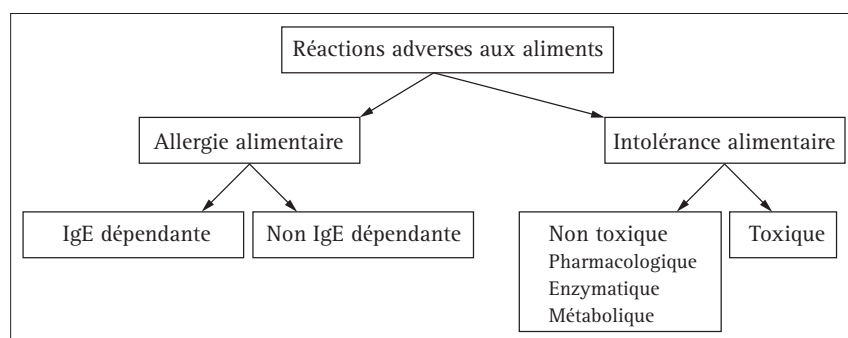 Réactions adverses aux aliments
Allergie alimentaire
Intolérance alimentaire
IgE dépendante
Non IgE dépendante
Non toxique
Pharmacologique
Enzymatique
Métabolique
Toxique